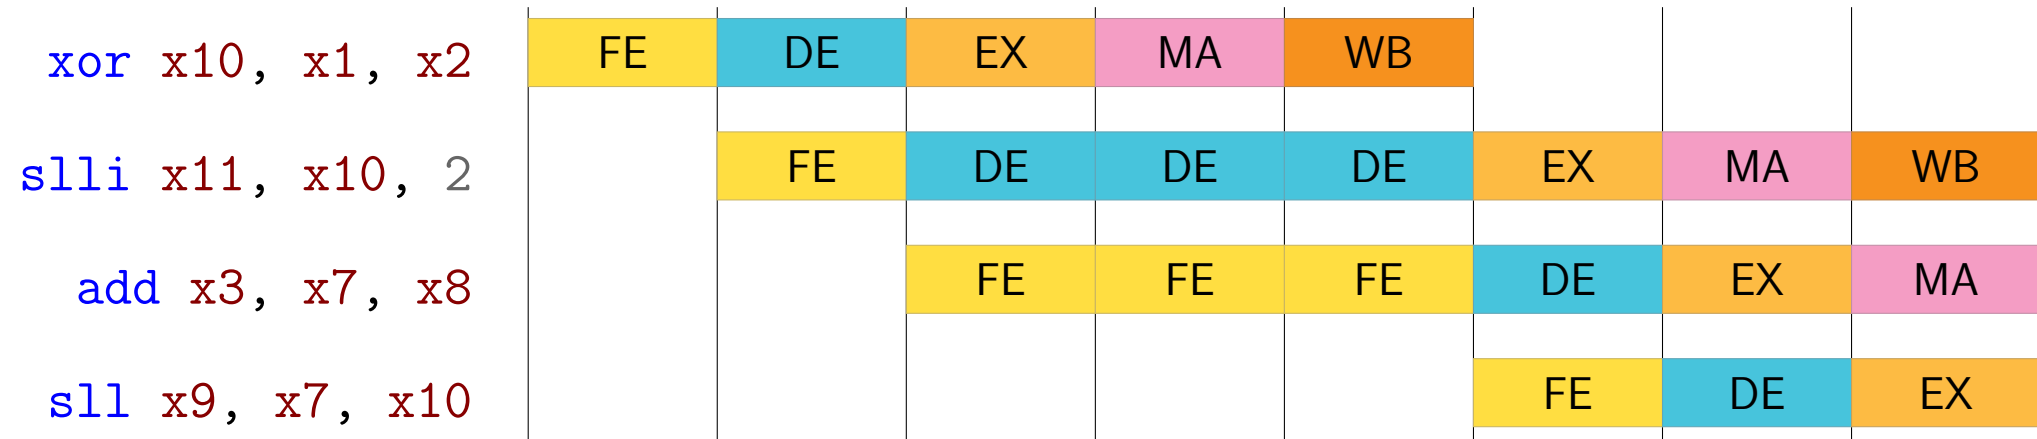 xor x10, x1, x2 FE DE EX MA WB
slli x11, x10, 2 FE DE DE DE EX MA WB
add x3, x7, x8 FE FE FE DE EX MA
sll x9, x7, x10 FE DE EX